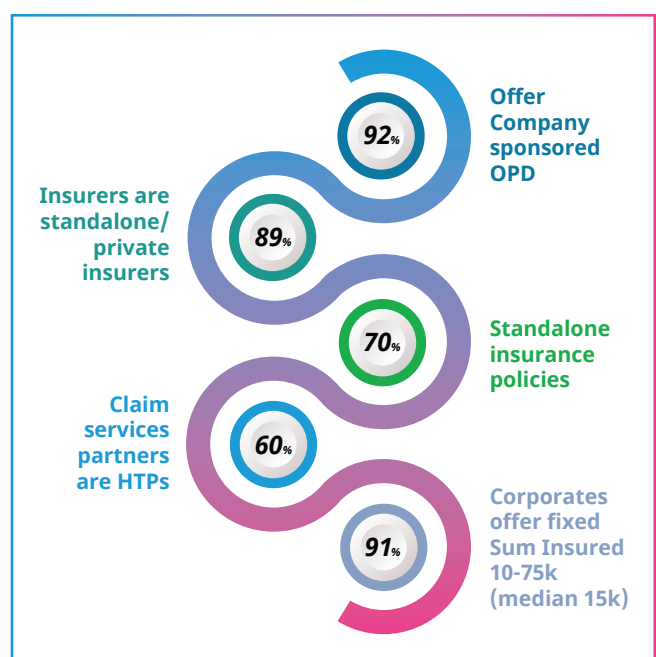 92%
Offer
Company
sponsored
OPD
Insurers are
standalone/
private
insurers
89%
70%
Standalone
insurance
policies
Claim
services
partners
are HTPs
60%
91%
Corporates
offer fixed
Sum Insured
10-75k
(median 15k)